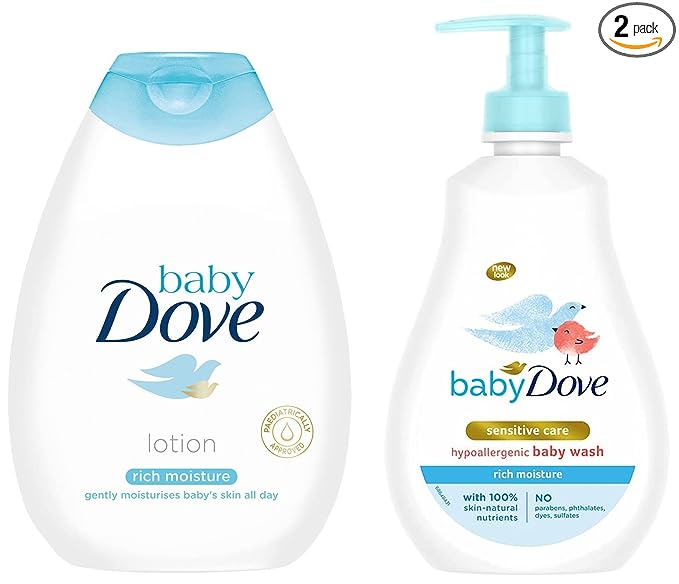 2
pack
baby
Dove
lotion
PAEDIATRICALLY
APPROVED
rich moisture
gently moisturises baby's skin all day
new
look
baby Dove
sensitive care
hypoallergenic baby wash
rich moisture
with 100%
skin-natural
nutrients
NO
parabens, phthalates,
dyes, sulfates